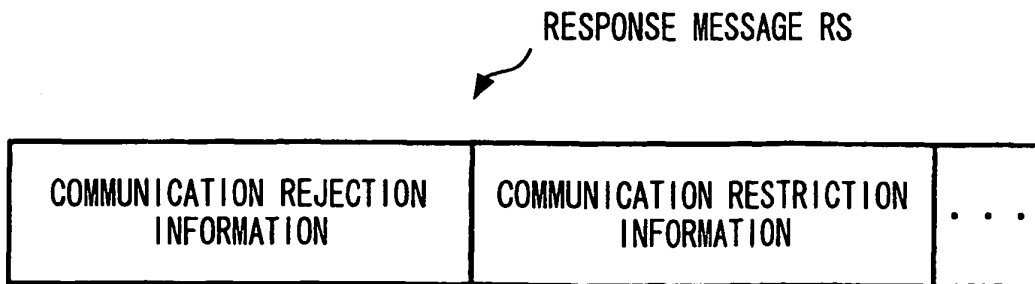 RESPONSE MESSAGE RS
COMMUNICATION REJECTION
INFORMATION
COMMUNICATION RESTRICTION
INFORMATION
. . .